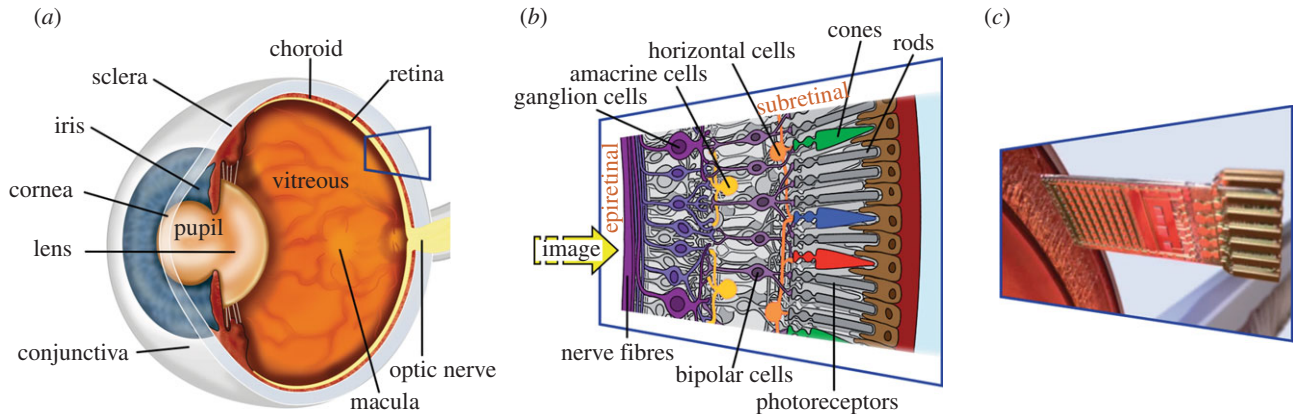 (a)
(b)
(c)
choroid
sclera
retina
iris
cornea
vitreous
pupil
lens
conjunctiva
optic nerve
macula
horizontal cells
cones
amacrine cells
rods
ganglion cells
subretinal
epiretinal
image
nerve fibres
bipolar cells
photoreceptors